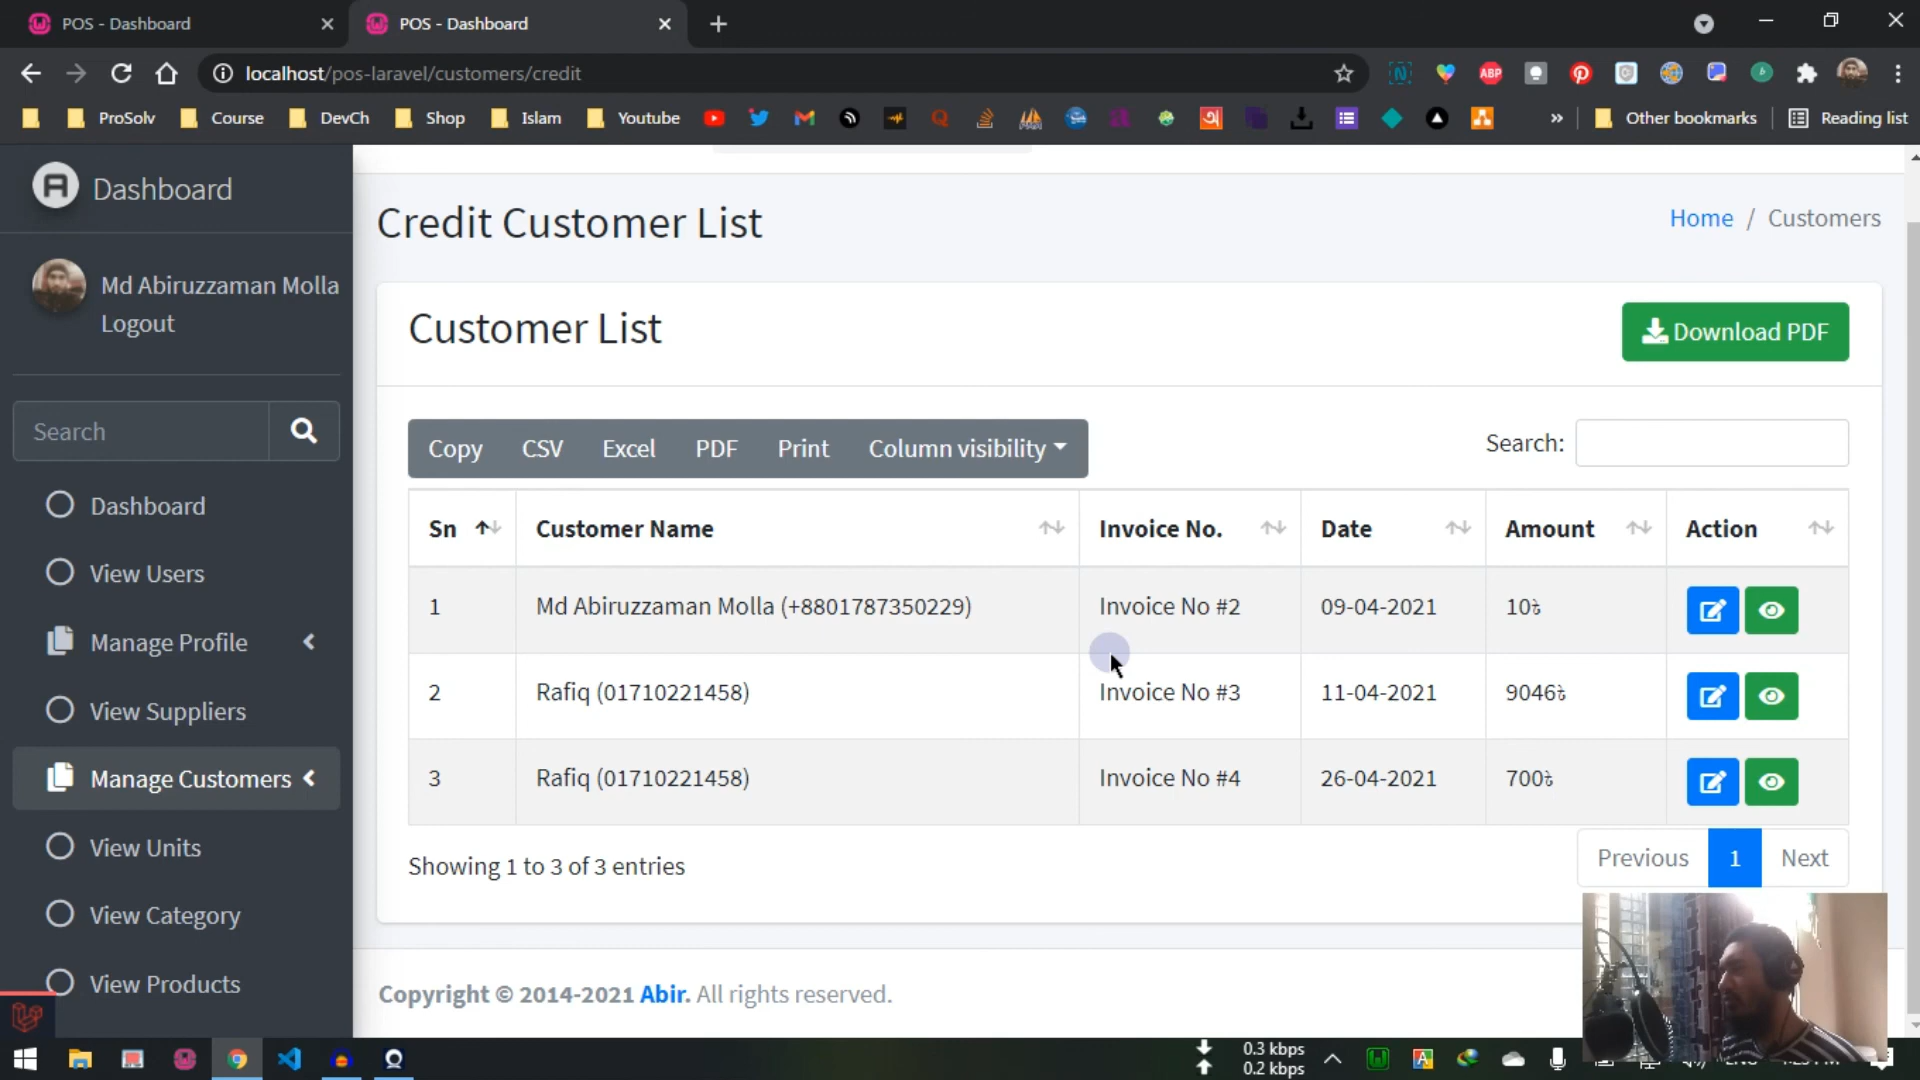 POS - Dashboard
POS - Dashboard
localhost/pos-laravel/customers/credit
ABP
ProSolv
Course
DevCh
Shop
Islam
Youtube
Other bookmarks
Reading list
Dashboard
Md Abiruzzaman Molla
Logout
Search
Dashboard
View Users
Manage Profile
View Suppliers
Manage Customers
View Units
View Category
View Products
Credit Customer List
Home / Customers
Customer List
Download PDF
Copy CSV Excel PDF Print Column visibility
Search:
Sn Customer Name Invoice No. Date Amount Action
1 Md Abiruzzaman Molla (+8801787350229) Invoice No #2 09-04-2021 10৳
2 Rafiq (01710221458) Invoice No #3 11-04-2021 9046৳
3 Rafiq (01710221458) Invoice No #4 26-04-2021 700৳
Showing 1 to 3 of 3 entries
Previous 1 Next
Copyright © 2014-2021 Abir. All rights reserved.
0.3 kbps
0.2 kbps